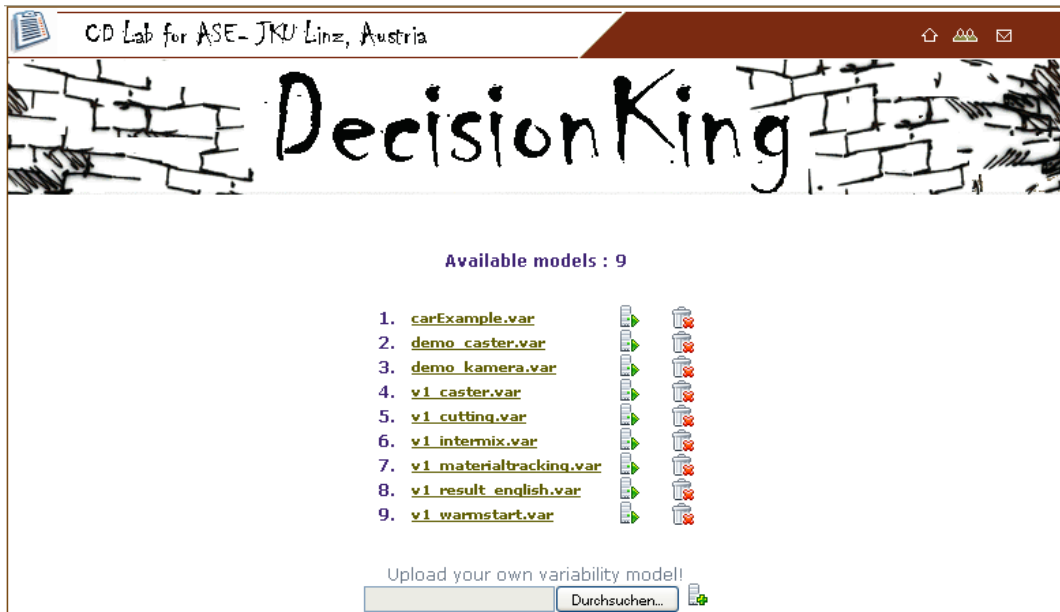 CD Lab for ASE- JKU Linz, Austria
DecisionKing
Available models : 9
1. carExample.var
2. demo_caster.var
3. demo_kamera.var
4. v1_caster.var
5. v1_cutting.var
6. v1_intermix.var
7. v1_materialtracking.var
8. v1_result_english.var
9. v1_warmstart.var
Upload your own variability model!
Durchsuchen...